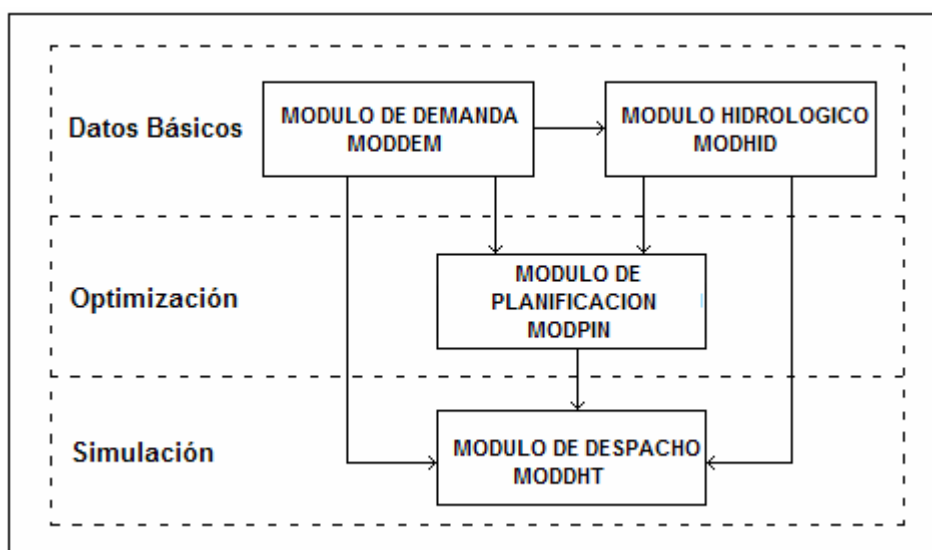 Datos Básicos
MODULO DE DEMANDA
MODDEM
MODULO HIDROLOGICO
MODHID
Optimización
MODULO DE
PLANIFICACION
MODPIN
Simulación
MODULO DE DESPACHO
MODDHT